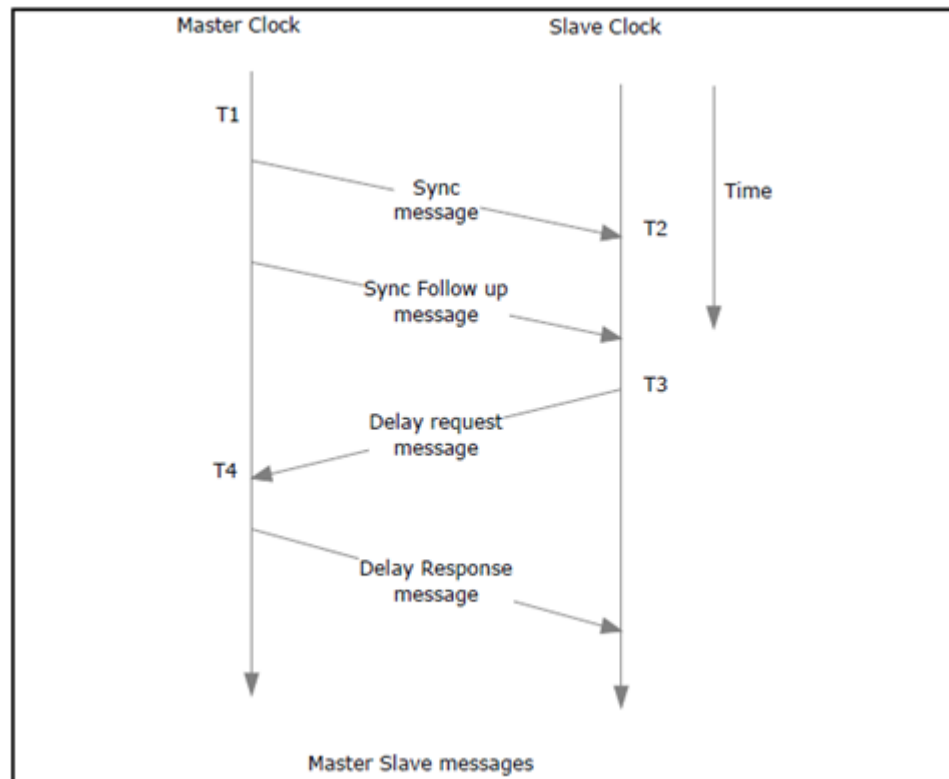 Master Clock
Slave Clock
T1
Sync
message
Time
T2
Sync Follow up
message
T3
Delay request
message
T4
Delay Response
message
Master Slave messages